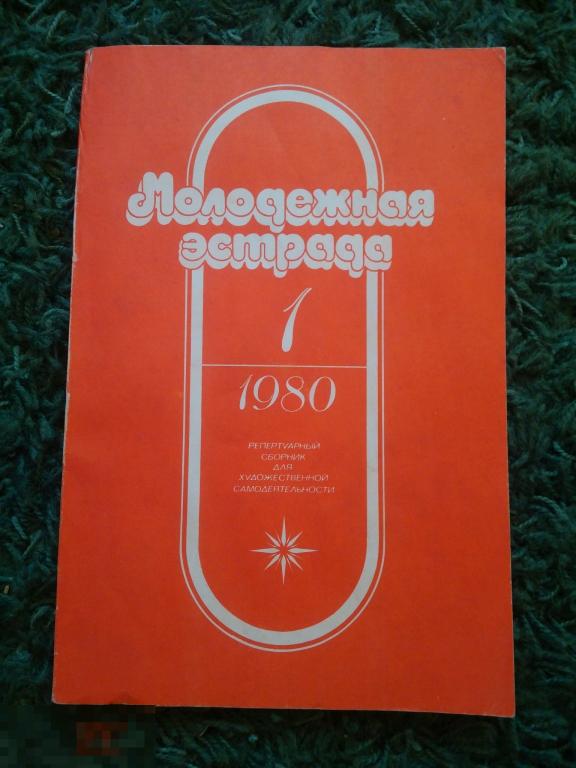 Молодежная
эстрада
1
1980
РЕПЕРТУАРНЫЙ
СБОРНИК
ДЛЯ
ХУДОЖЕСТВЕННОЙ
САМОДЕЯТЕЛЬНОСТИ